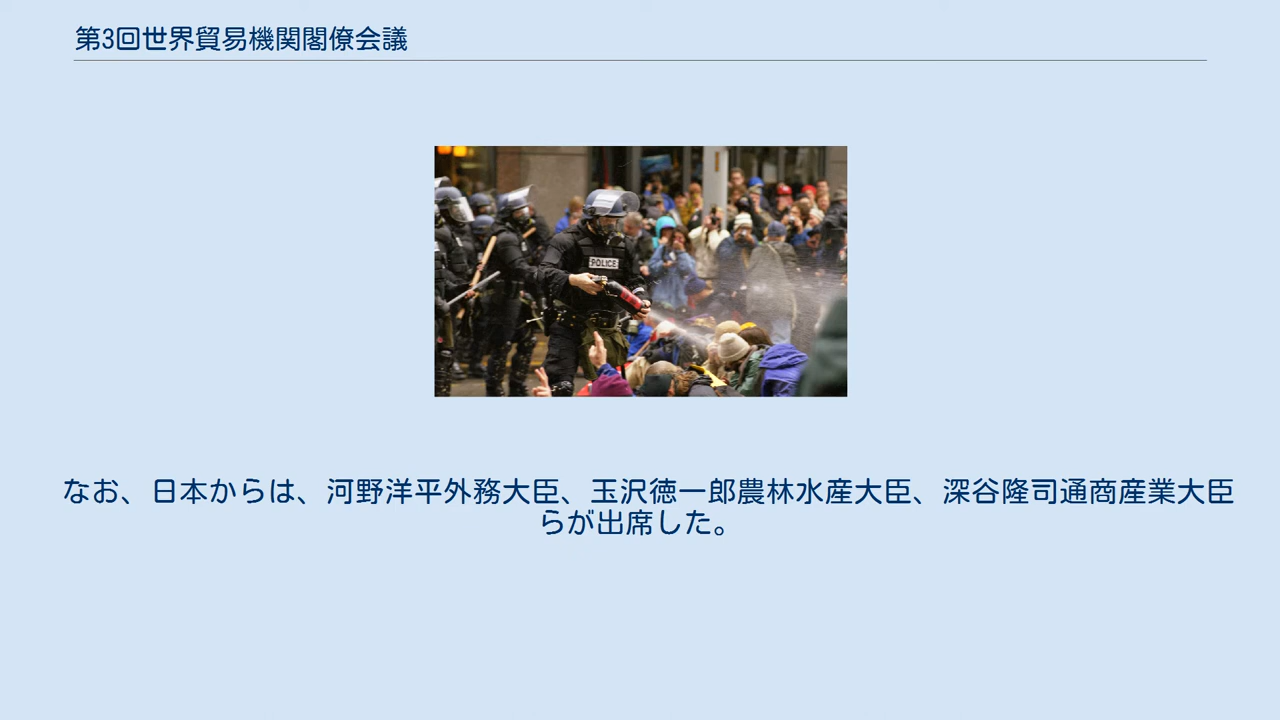 第3回世界貿易機関閣僚会議
POLICE
なお、日本からは、河野洋平外務大臣、玉沢徳一郎農林水産大臣、深谷隆司通商産業大臣
らが出席した。